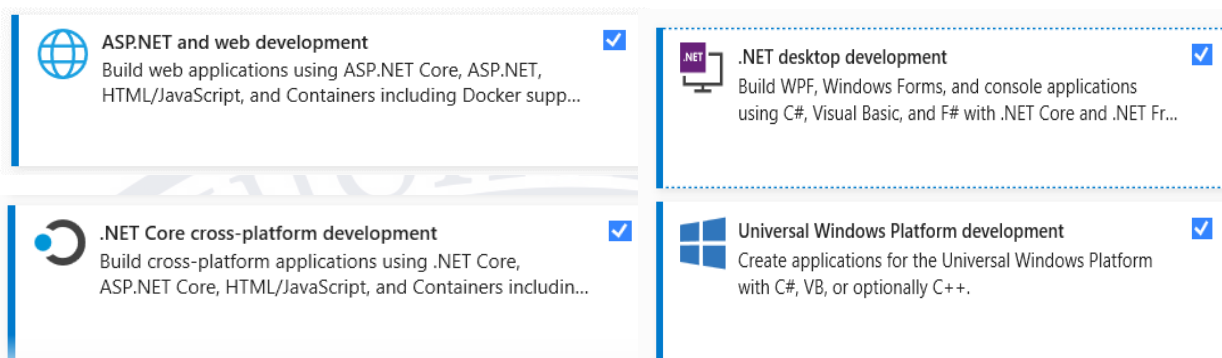 ASP.NET and web development
Build web applications using ASP.NET Core, ASP.NET,
HTML/JavaScript, and Containers including Docker supp...
.NET
.NET desktop development
Build WPF, Windows Forms, and console applications
using C#, Visual Basic, and F# with .NET Core and .NET Fr...
.NET Core cross-platform development
Build cross-platform applications using .NET Core,
ASP.NET Core, HTML/JavaScript, and Containers includin...
Universal Windows Platform development
Create applications for the Universal Windows Platform
with C#, VB, or optionally C++.